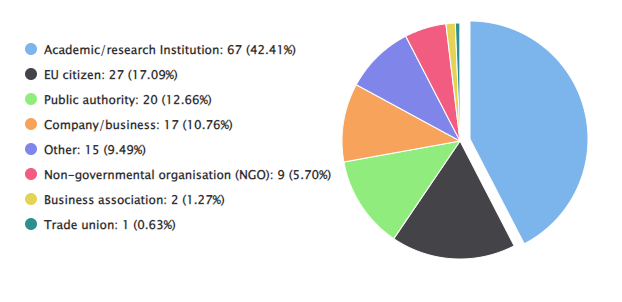 Academic/research Institution: 67 (42.41%)
EU citizen: 27 (17.09%)
Public authority: 20 (12.66%)
Company/business: 17 (10.76%)
Other: 15 (9.49%)
Non-governmental organisation (NGO): 9 (5.70%)
Business association: 2 (1.27%)
Trade union: 1 (0.63%)